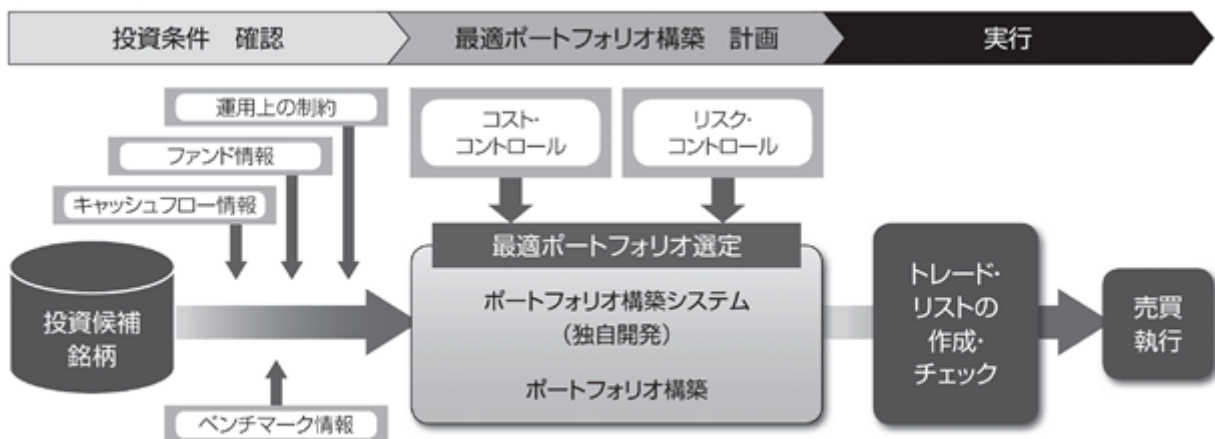 投資条件　確認
最適ポートフォリオ構築　計画
実行
運用上の制約
ファンド情報
キャッシュフロー情報
投資候補
銘柄
ベンチマーク情報
コスト・
コントロール
リスク・
コントロール
最適ポートフォリオ選定
ポートフォリオ構築システム
（独自開発）
ポートフォリオ構築
トレード・
リストの
作成・
チェック
売買
執行